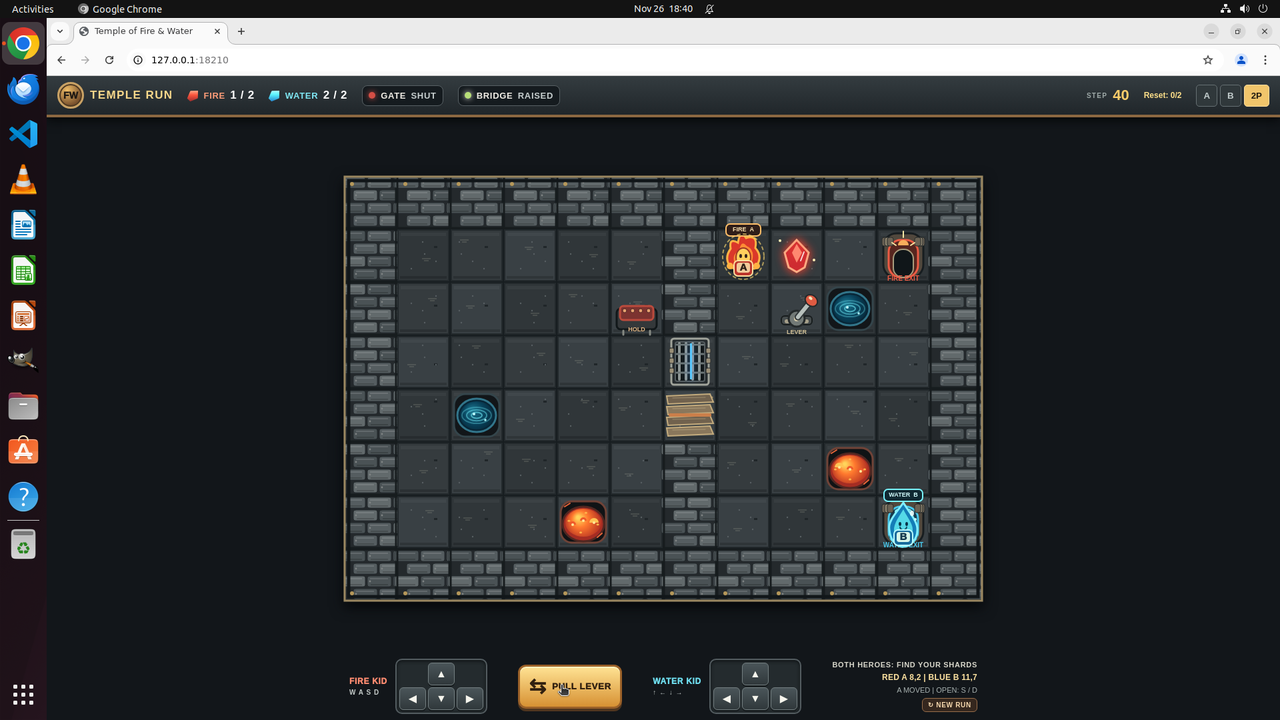 Activities
Google Chrome
Nov 26 18:40
Temple of Fire & Water
127.0.0.1:18210
FW
TEMPLE RUN
FIRE 1 / 2
WATER 2 / 2
GATE SHUT
BRIDGE RAISED
STEP 40
Reset: 0/2
A
B
2P
FIRE A
A
FIRE EXIT
HOLD
LEVER
WATER B
B
WATER EXIT
FIRE KID
W A S D
PULL LEVER
WATER KID
↑ ← ↓ →
BOTH HEROES: FIND YOUR SHARDS
RED A 8,2 | BLUE B 11,7
A MOVED | OPEN: S / D
↻ NEW RUN